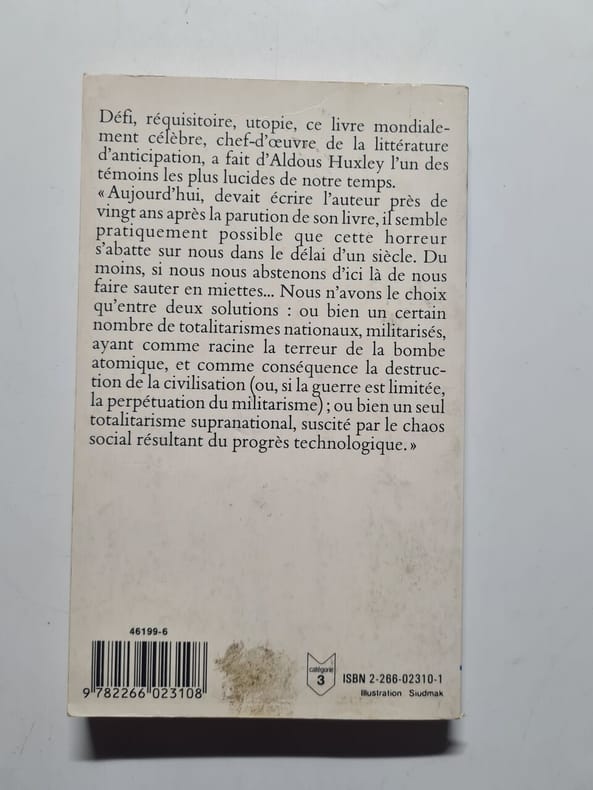 Défi, réquisitoire, utopie, ce livre mondiale-
ment célèbre, chef-d'œuvre de la littérature
d'anticipation, a fait d'Aldous Huxley l'un des
témoins les plus lucides de notre temps.
« Aujourd'hui, devait écrire l'auteur près de
vingt ans après la parution de son livre, il semble
pratiquement possible que cette horreur
s'abatte sur nous dans le délai d'un siècle. Du
moins, si nous nous abstenons d'ici là de nous
faire sauter en miettes... Nous n'avons le choix
qu'entre deux solutions : ou bien un certain
nombre de totalitarismes nationaux, militarisés,
ayant comme racine la terreur de la bombe
atomique, et comme conséquence la destruc-
tion de la civilisation (ou, si la guerre est limitée,
la perpétuation du militarisme) ; ou bien un seul
totalitarisme supranational, suscité par le chaos
social résultant du progrès technologique. »
46199-6
9 782266 023108
catégorie
3
ISBN 2-266-02310-1
Illustration Siudmak